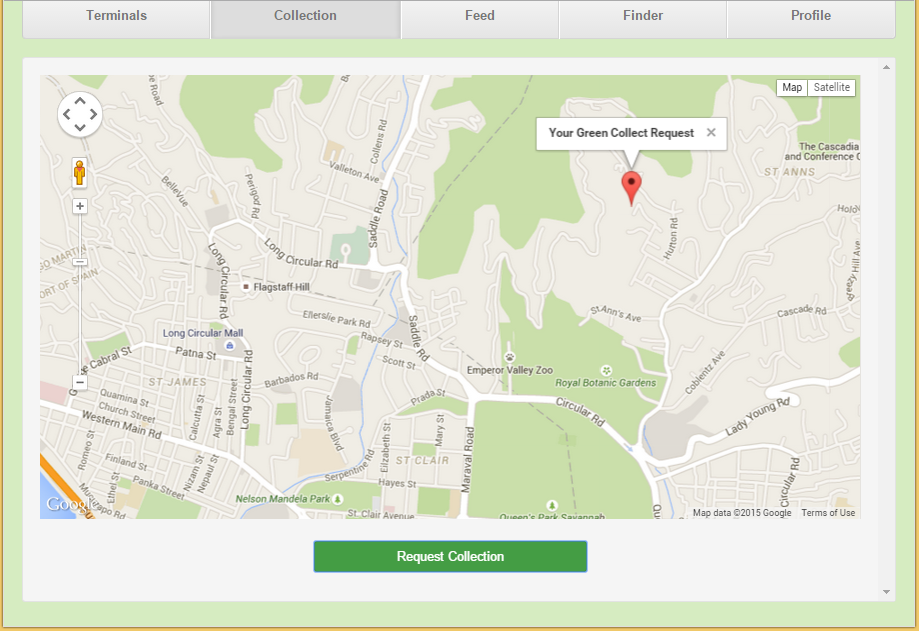 Terminals
Collection
Feed
Finder
Profile
Map
Satellite
Your Green Collect Request
The Cascadia
and Conference C
ST ANNS
Collens Rd
Valleton Ave
BelleVue
Perigord Rd
Saddle Road
Long Circular Rd
Long Circular Rd
Hutton Rd
Flagstaff Hill
PORT OF SPAIN
Ellerslie Park Rd
St Ann's Ave
Cascade Rd
Long Circular Mall
Saddle Rd
Rapsey St
Patna St
Scott St
Emperor Valley Zoo
Royal Botanic Gardens
Coblentz Ave
ST JAMES
Barbados Rd
Long Circular Rd
Quamina St
Church Street
Calcutta St
Agra St
Bengal Street
Prada St
Mary St
Circular Rd
Lady Young Rd
Western Main Rd
Jamaica Blvd
Elizabeth St
Maraval Road
Romeo St
Finland St
Nizam St
Nepaul St
ST CLAIR
Serpentine Rd
Circular Rd
Ethel St
Panka Street
Hayes St
Nelson Mandela Park
Google
St. Clair Avenue
Queen's Park Savannah
Map data ©2015 Google
Terms of Use
Request Collection